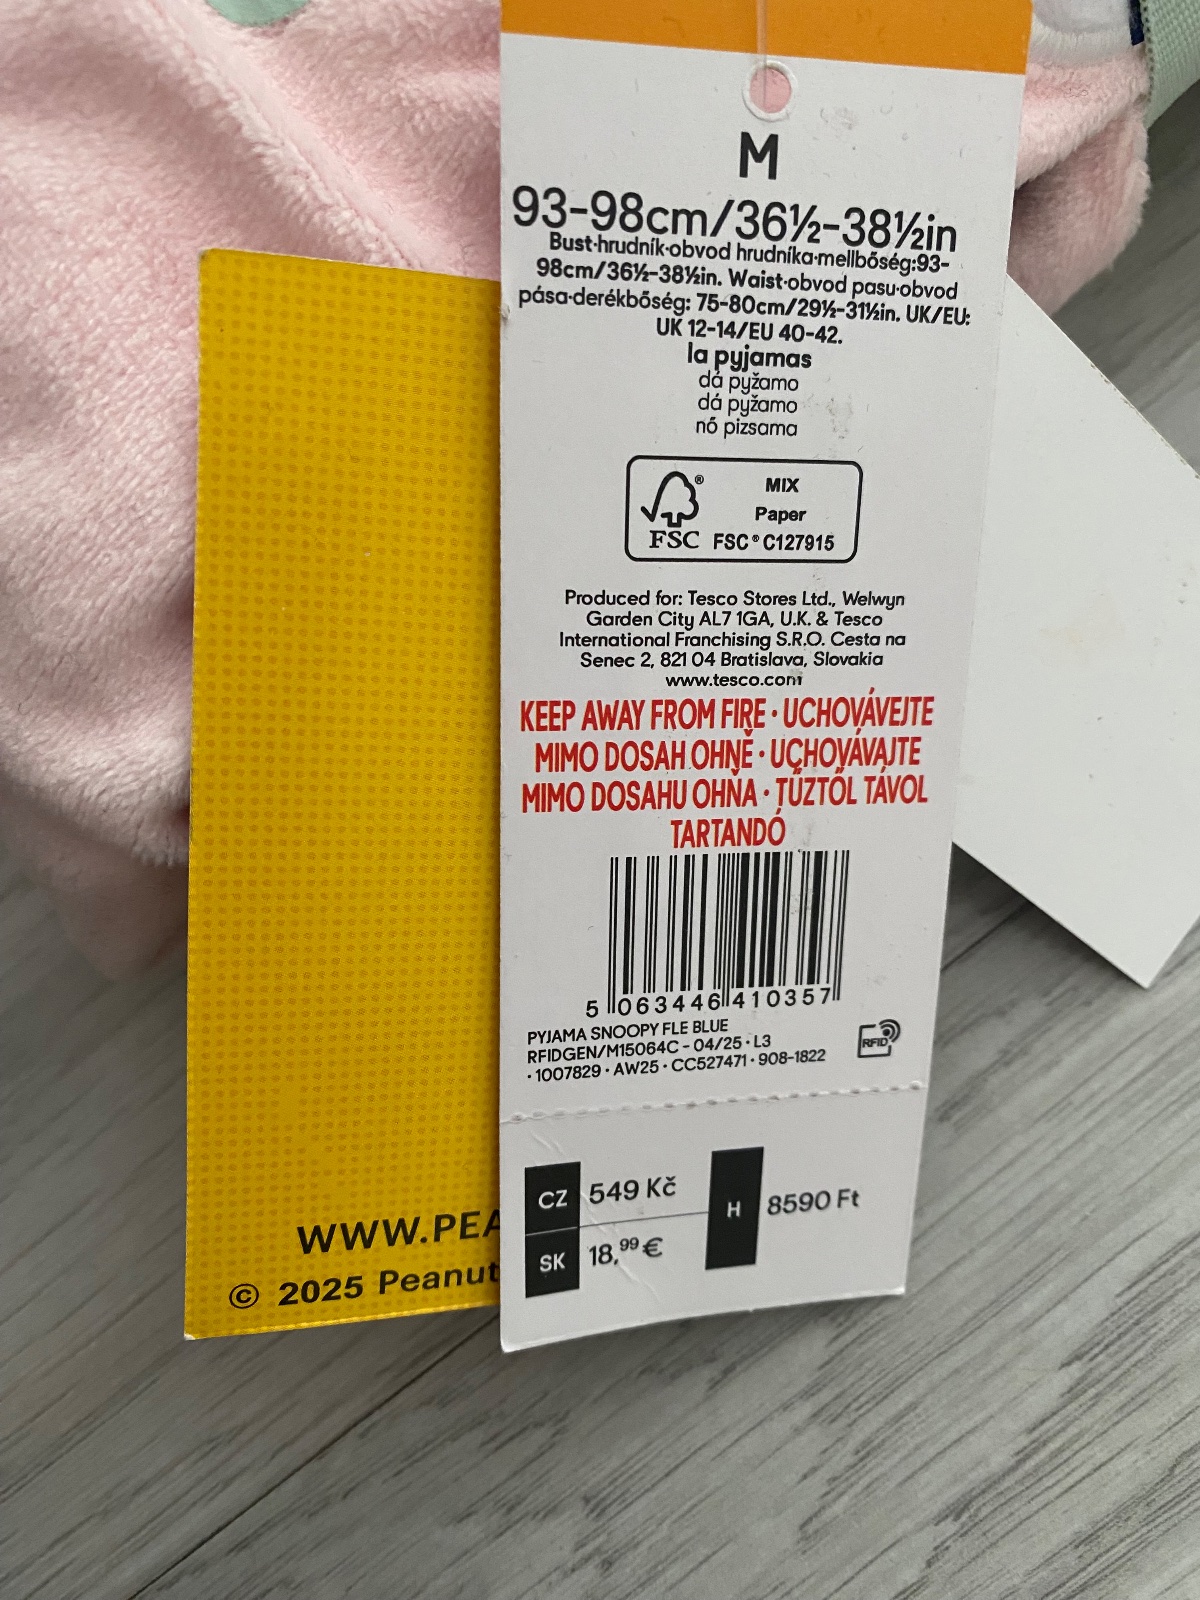 M
93-98cm/36½-38½in
Bust·hrudník·obvod hrudníka·mellbőség:93-
98cm/36½-38½in. Waist·obvod pasu·obvod
pása·derékbőség: 75-80cm/29½-31½in. UK/EU:
UK 12-14/EU 40-42.
la pyjamas
dá pyžamo
dá pyžamo
nő pizsama
MIX
Paper
FSC® FSC® C127915
Produced for: Tesco Stores Ltd., Welwyn
Garden City AL7 1GA, U.K. & Tesco
International Franchising S.R.O. Cesta na
Senec 2, 821 04 Bratislava, Slovakia
www.tesco.com
KEEP AWAY FROM FIRE · UCHOVÁVEJTE
MIMO DOSAH OHNĚ · UCHOVÁVAJTE
MIMO DOSAHU OHŇA · TŰZTŐL TÁVOL
TARTANDÓ
5 063446 410357
PYJAMA SNOOPY FLE BLUE
RFIDGEN/M15064C - 04/25 · L3
· 1007829 · AW25 · CC527471 · 908-1822
RFID
CZ 549 Kč
SK 18,99 €
H 8590 Ft
WWW.PEA
© 2025 Peanut